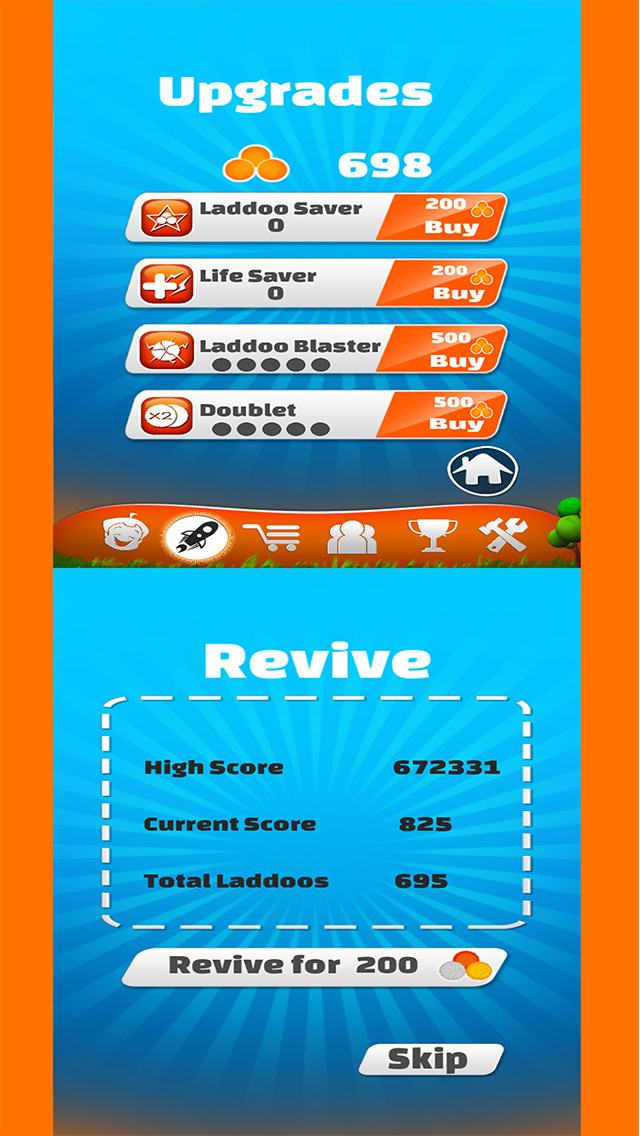 Upgrades
698
Laddoo Saver
0
200
Buy
Life Saver
0
200
Buy
Laddoo Blaster
500
Buy
x2
Doublet
500
Buy
Revive
High Score 672331
Current Score 825
Total Laddoos 695
Revive for 200
Skip